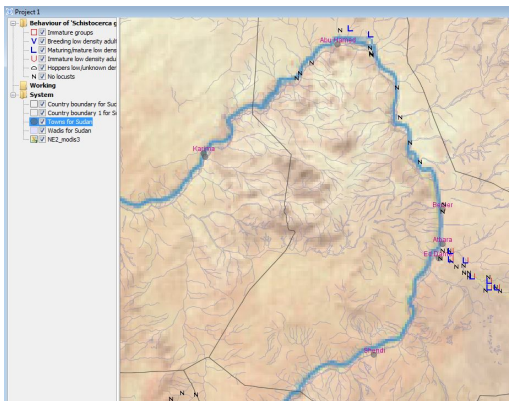 Project 1
Behaviour of 'Schistocerca g
Immature groups
V Breeding low density adult
L Maturing/mature low dens
U Immature low density adu
Hoppers low/unknown der
N No locusts
Working
System
Country boundary for Sud
Country boundary 1 for S
Towns for Sudan
Wadis for Sudan
NE2_modis3
Abu Hamed
Karima
Berber
Atbara
Shendi